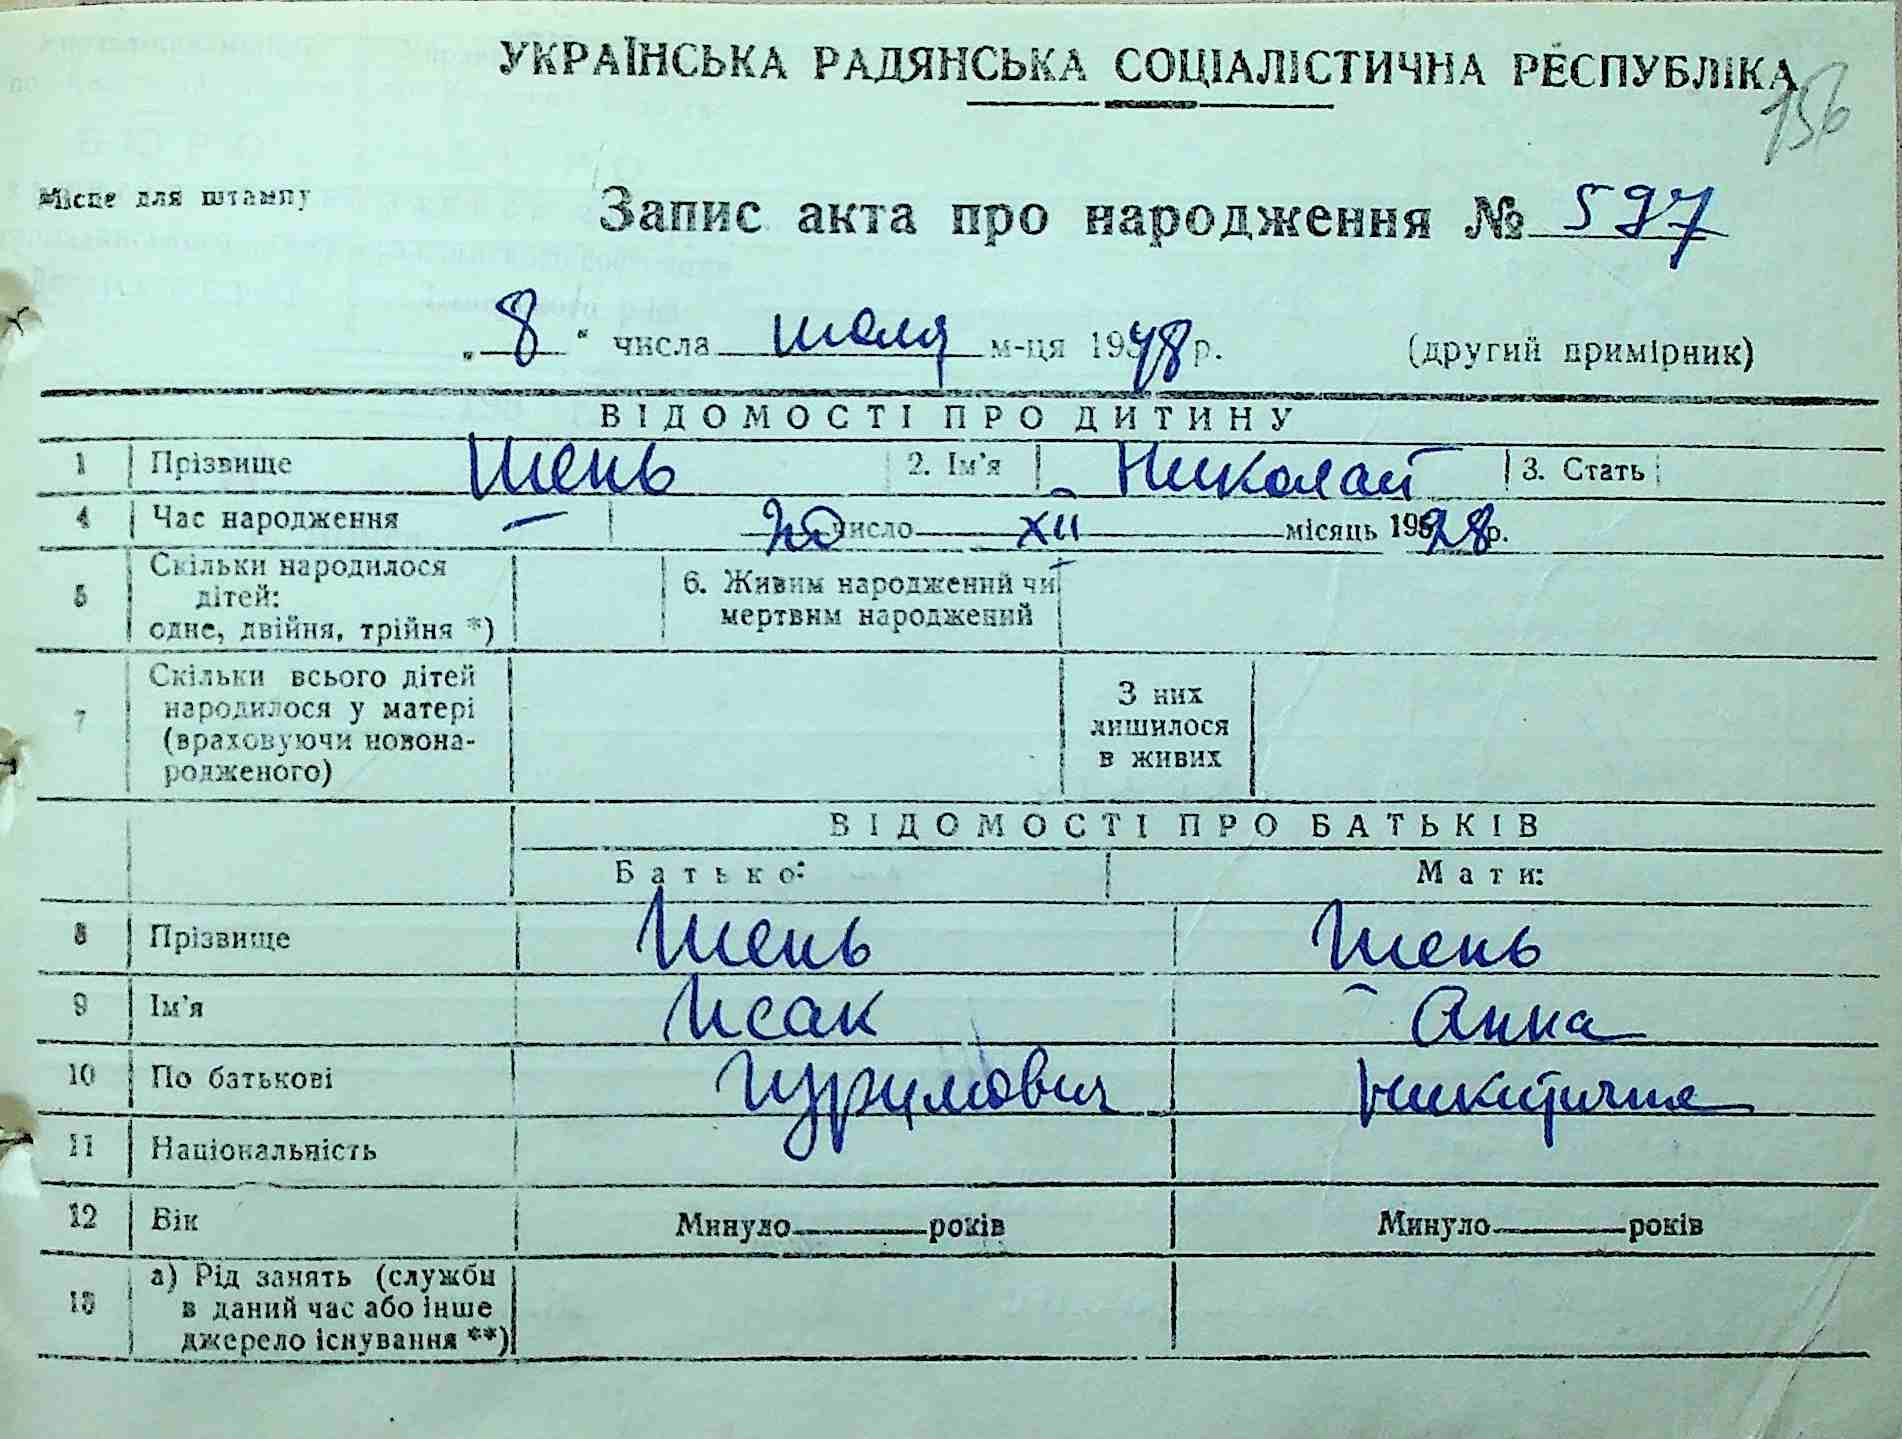 УКРАЇНСЬКА РАДЯНСЬКА СОЦІАЛІСТИЧНА РЕСПУБЛІКА
156
Місце для штампу
Запис акта про народження № 597
„ 8 “ числа июля м-ця 1948 р. (другий примірник)
ВІДОМОСТІ ПРО ДИТИНУ
1 Прізвище Шень 2. Ім'я Николай 3. Стать
4 Час народження 20 число XII місяць 1928 р.
5 Скільки народилося дітей: одне, двійня, трійня *) 6. Живим народжений чи мертвим народжений
7 Скільки всього дітей народилося у матері (враховуючи новонародженого) З них лишилося в живих
ВІДОМОСТІ ПРО БАТЬКІВ
Батько: Мати:
8 Прізвище Шень Шень
9 Ім'я Исак Анна
10 По батькові Никитична
11 Національність
12 Вік Минуло років Минуло років
13 а) Рід занять (служби в даний час або інше джерело існування **)